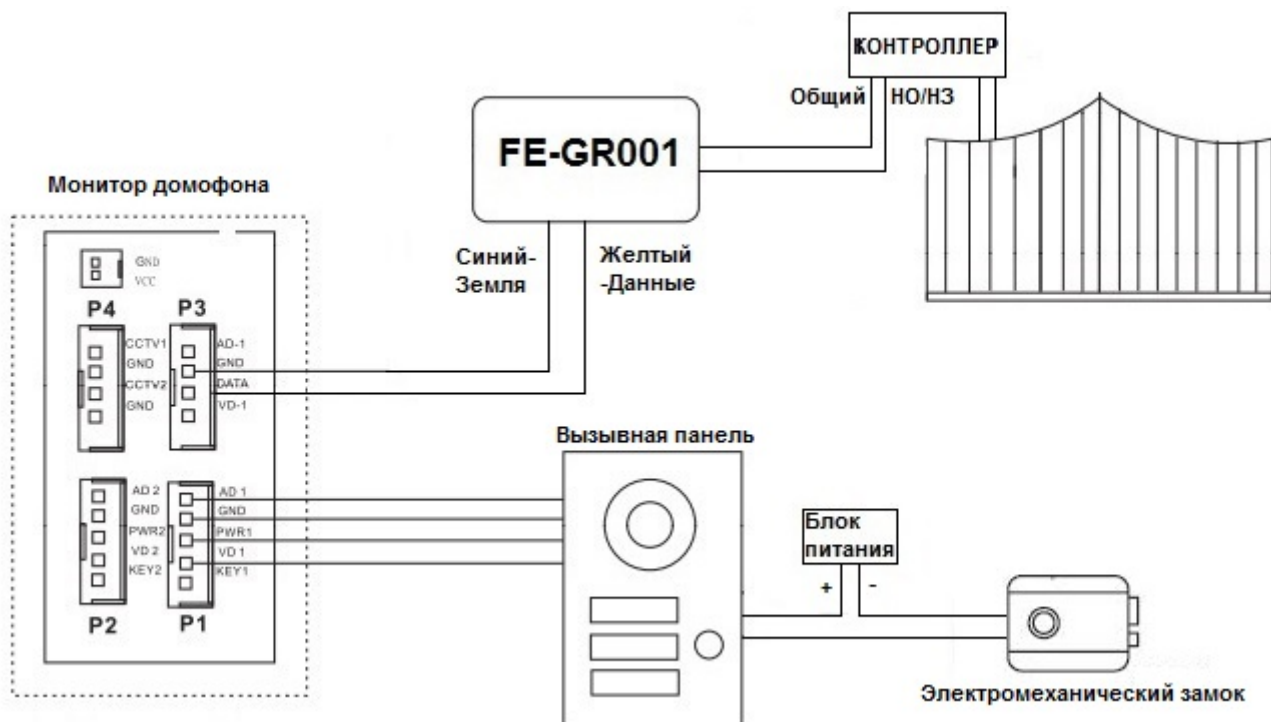 КОНТРОЛЛЕР
Общий
НО/НЗ
FE-GR001
Монитор домофона
Синий-
Земля
Желтый
-Данные
GND
VCC
P4
P3
CCTV1
GND
CCTV2
GND
AD-1
GND
DATA
VD-1
Вызывная панель
AD 2
GND
PWR2
VD 2
KEY2
AD 1
GND
PWR1
VD 1
KEY1
P2
P1
Блок
питания
+
-
Электромеханический замок